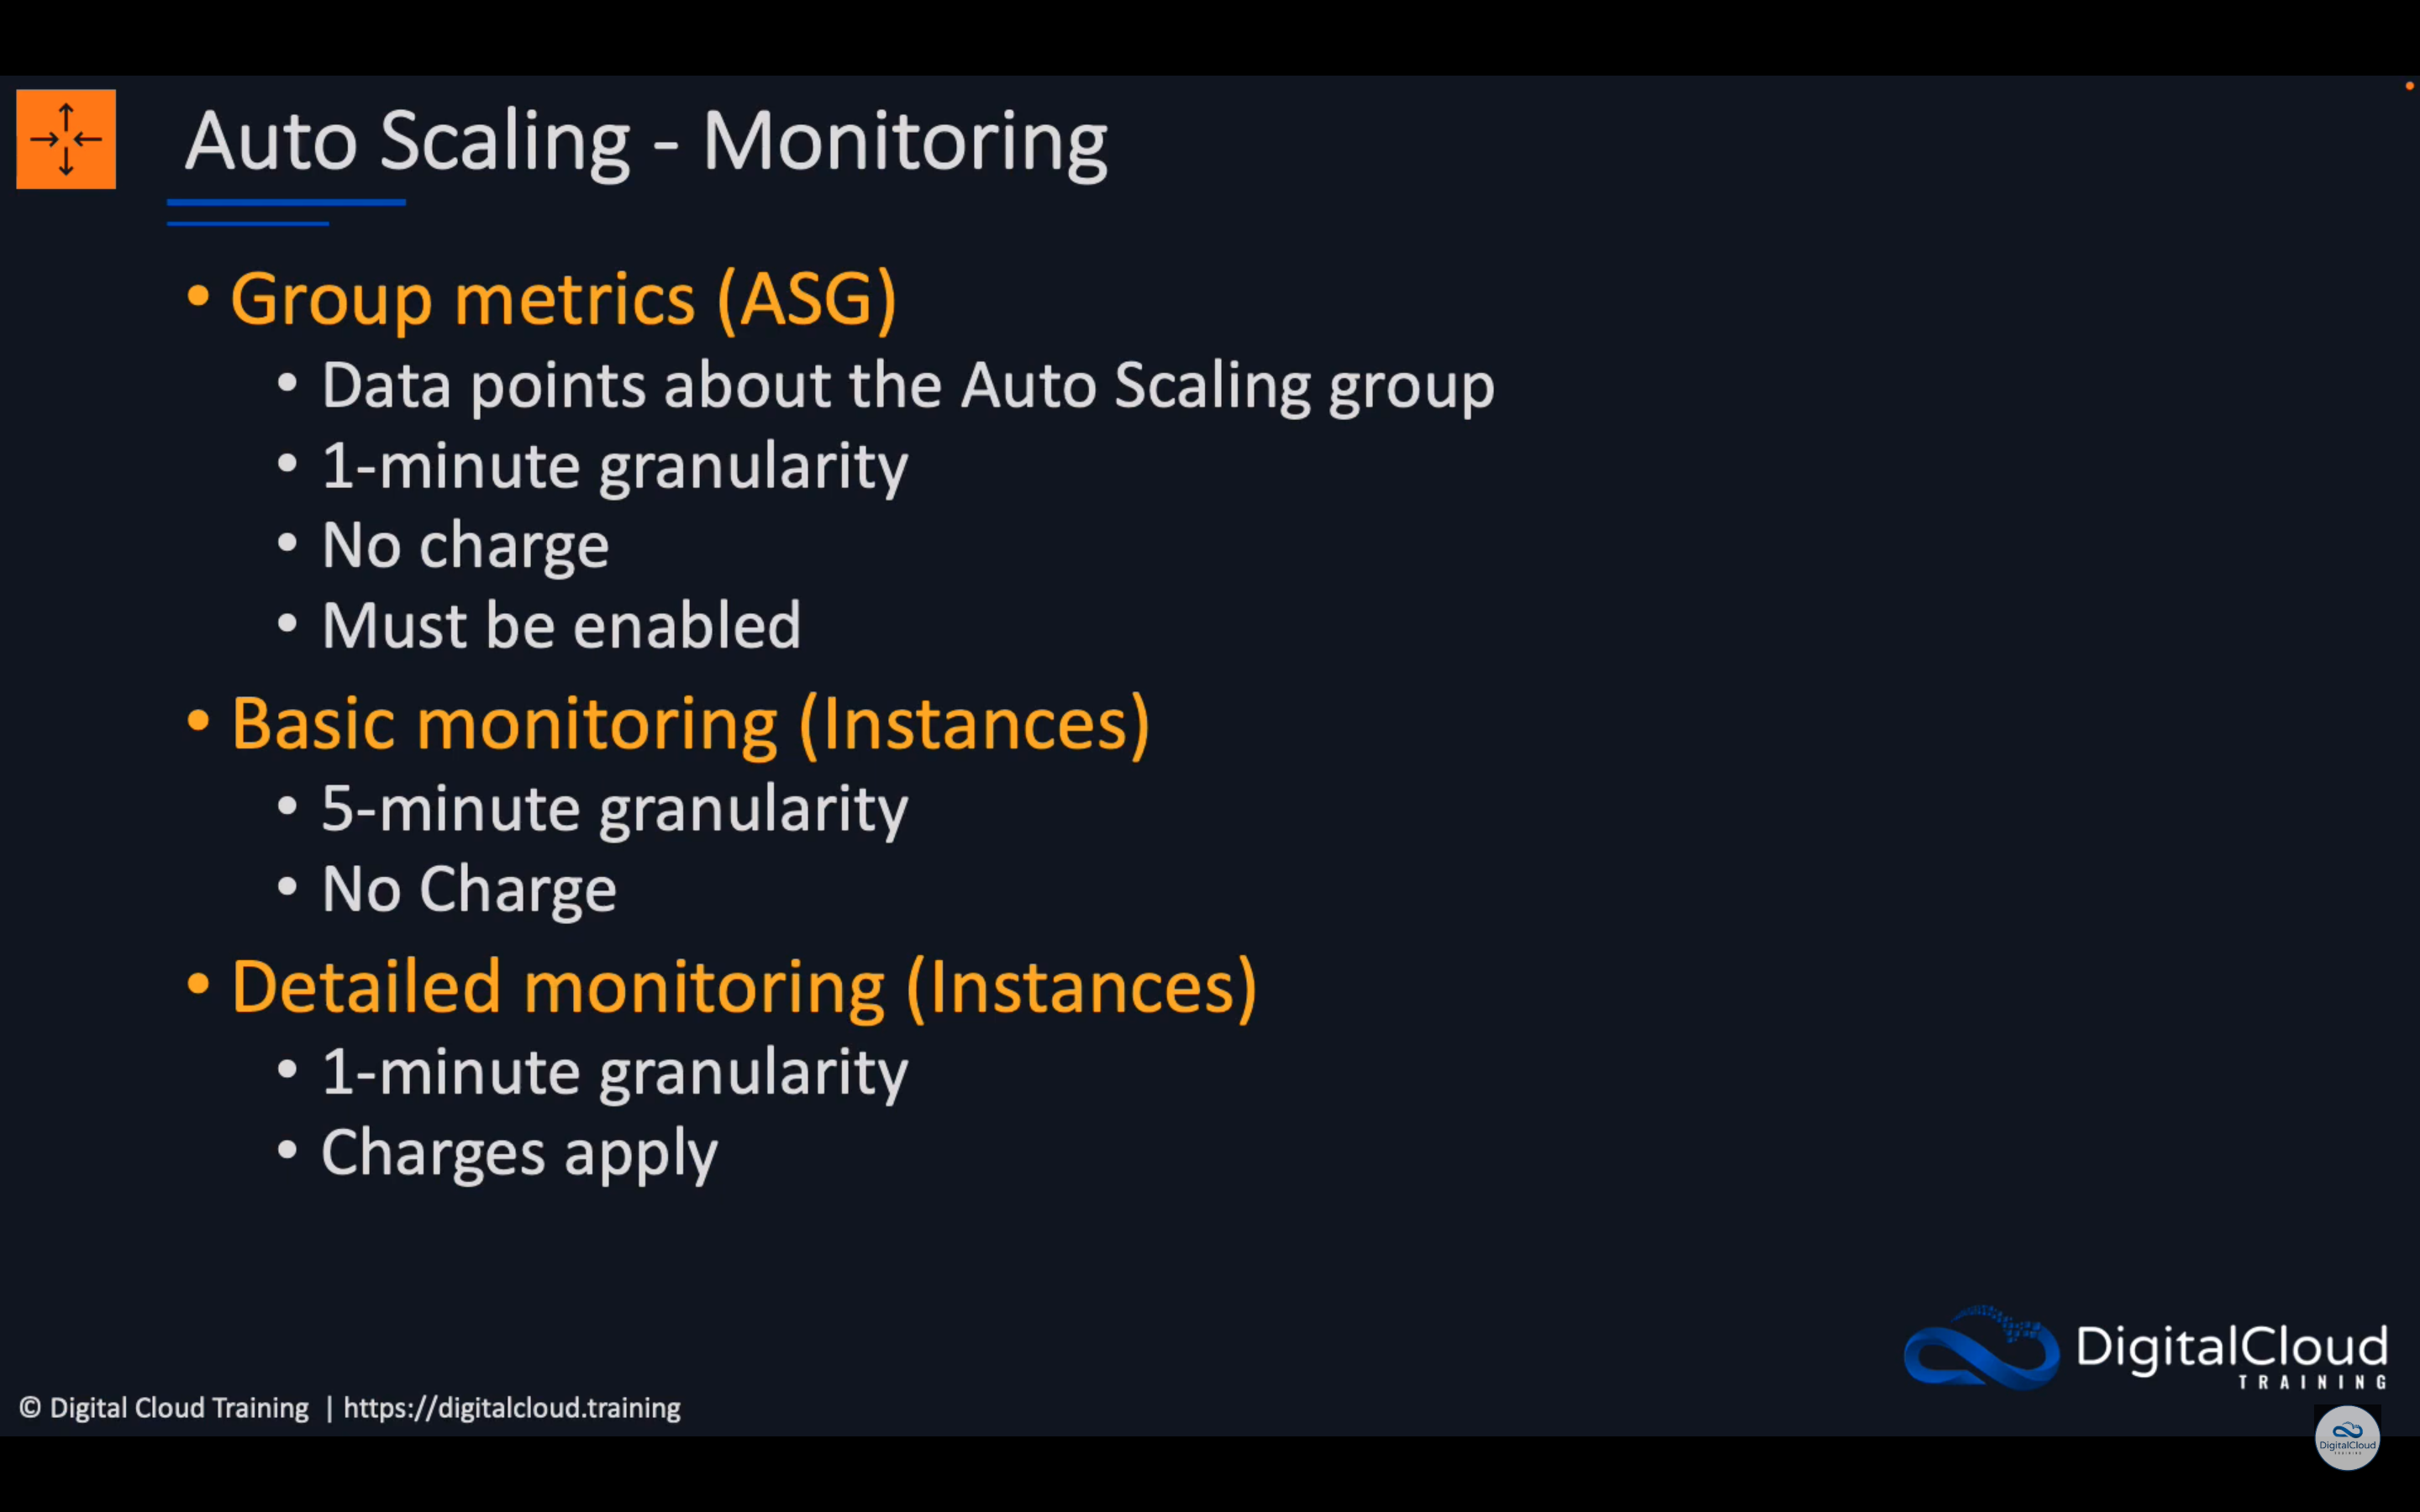 Auto Scaling - Monitoring
• Group metrics (ASG)
• Data points about the Auto Scaling group
• 1-minute granularity
• No charge
• Must be enabled
• Basic monitoring (Instances)
• 5-minute granularity
• No Charge
• Detailed monitoring (Instances)
• 1-minute granularity
• Charges apply
DigitalCloud
TRAINING
© Digital Cloud Training | https://digitalcloud.training
DigitalCloud
TRAINING